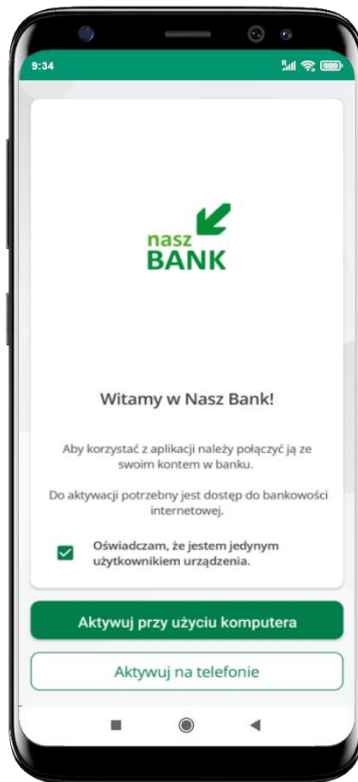 9:34
R
100
nasz
BANK
Witamy w Nasz Bank!
Aby korzystać z aplikacji należy połączyć ją ze
swoim kontem w banku.
Do aktywacji potrzebny jest dostęp do bankowości
internetowej.
Oświadczam, że jestem jedynym
użytkownikiem urządzenia.
Aktywuj przy użyciu komputera
Aktywuj na telefonie